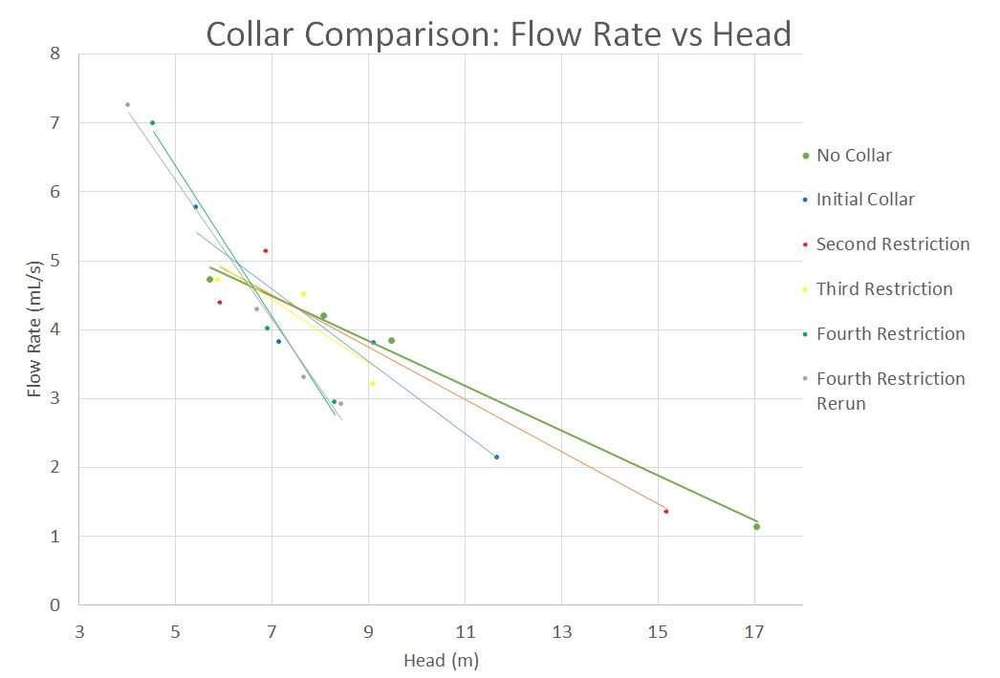 Collar Comparison: Flow Rate vs Head
8
7
6
5
4
3
2
1
0
Flow Rate (mL/s)
3 5 7 9 11 13 15 17
Head (m)
No Collar
Initial Collar
Second Restriction
Third Restriction
Fourth Restriction
Fourth Restriction
Rerun